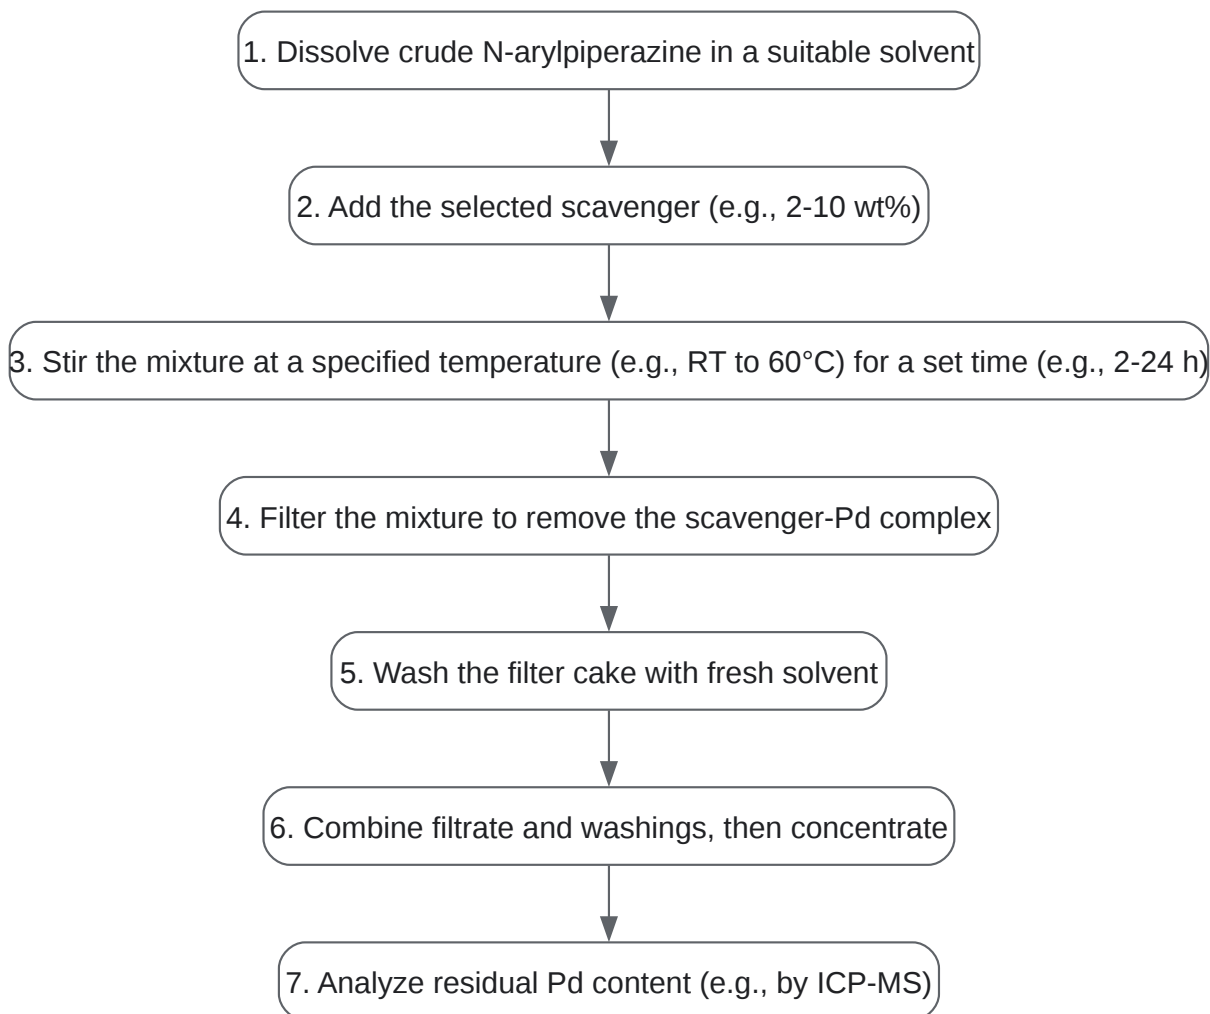 1. Dissolve crude N-arylpiperazine in a suitable solvent
2. Add the selected scavenger (e.g., 2-10 wt%)
3. Stir the mixture at a specified temperature (e.g., RT to 60°C) for a set time (e.g., 2-24 h)
4. Filter the mixture to remove the scavenger-Pd complex
5. Wash the filter cake with fresh solvent
6. Combine filtrate and washings, then concentrate
7. Analyze residual Pd content (e.g., by ICP-MS)